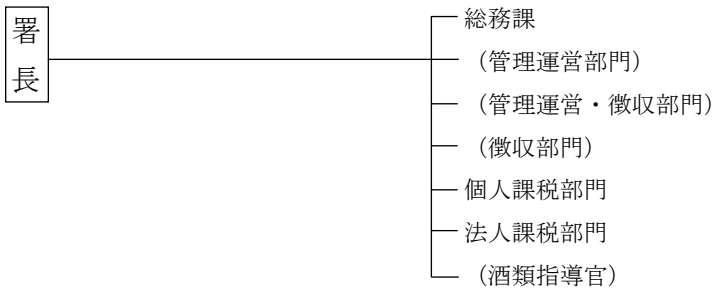 署長
総務課
（管理運営部門）
（管理運営・徴収部門）
（徴収部門）
個人課税部門
法人課税部門
（酒類指導官）